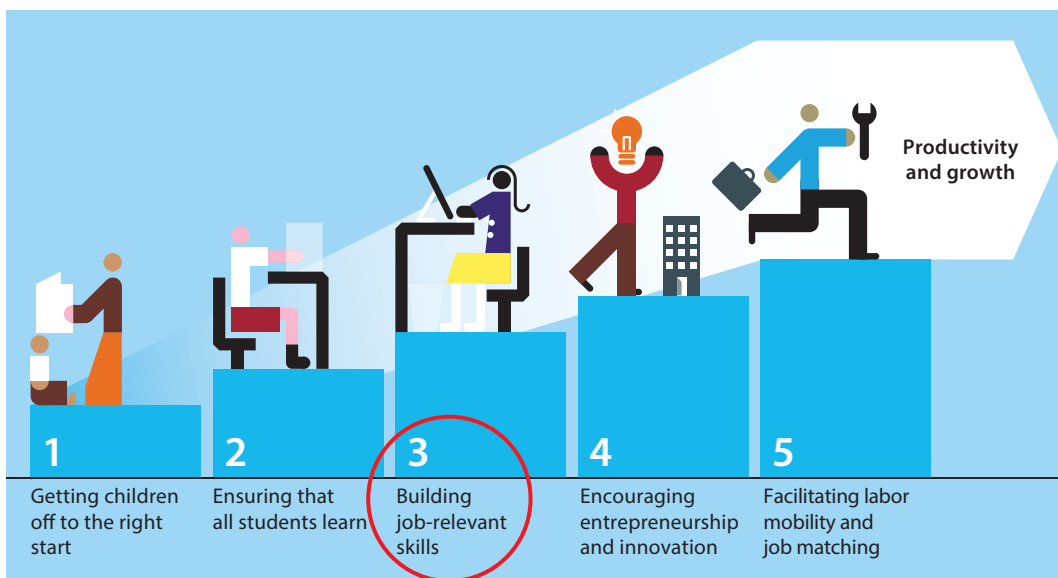 Productivity
and growth
1
Getting children
off to the right
start
2
Ensuring that
all students learn
3
Building
job-relevant
skills
4
Encouraging
entrepreneurship
and innovation
5
Facilitating labor
mobility and
job matching